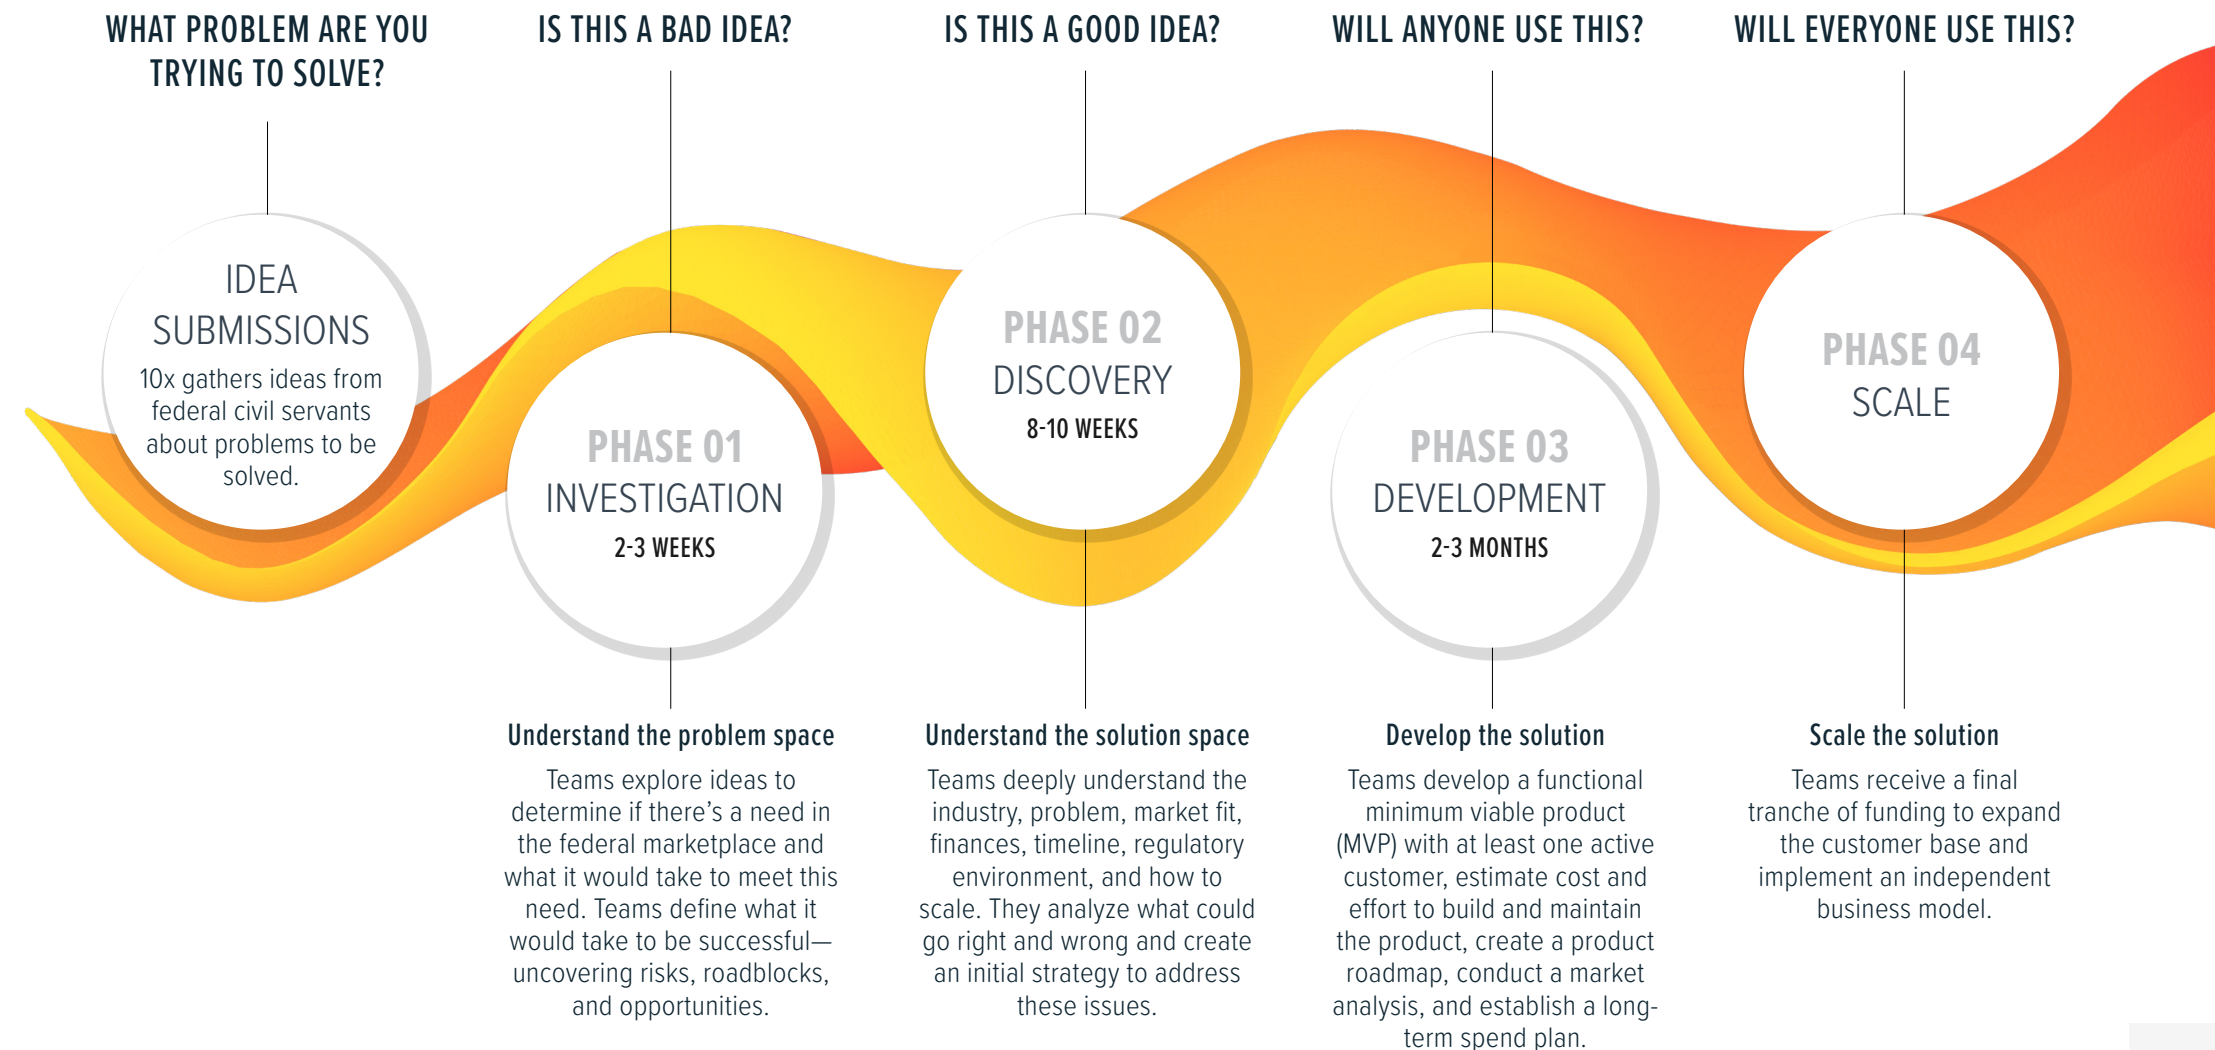 WHAT PROBLEM ARE YOU
TRYING TO SOLVE?
IDEA
SUBMISSIONS
10x gathers ideas from
federal civil servants
about problems to be
solved.
IS THIS A BAD IDEA?
PHASE 01
INVESTIGATION
2-3 WEEKS
Understand the problem space
Teams explore ideas to
determine if there’s a need in
the federal marketplace and
what it would take to meet this
need. Teams define what it
would take to be successful—
uncovering risks, roadblocks,
and opportunities.
IS THIS A GOOD IDEA?
PHASE 02
DISCOVERY
8-10 WEEKS
Understand the solution space
Teams deeply understand the
industry, problem, market fit,
finances, timeline, regulatory
environment, and how to
scale. They analyze what could
go right and wrong and create
an initial strategy to address
these issues.
WILL ANYONE USE THIS?
PHASE 03
DEVELOPMENT
2-3 MONTHS
Develop the solution
Teams develop a functional
minimum viable product
(MVP) with at least one active
customer, estimate cost and
effort to build and maintain
the product, create a product
roadmap, conduct a market
analysis, and establish a long-
term spend plan.
WILL EVERYONE USE THIS?
PHASE 04
SCALE
Scale the solution
Teams receive a final
tranche of funding to expand
the customer base and
implement an independent
business model.